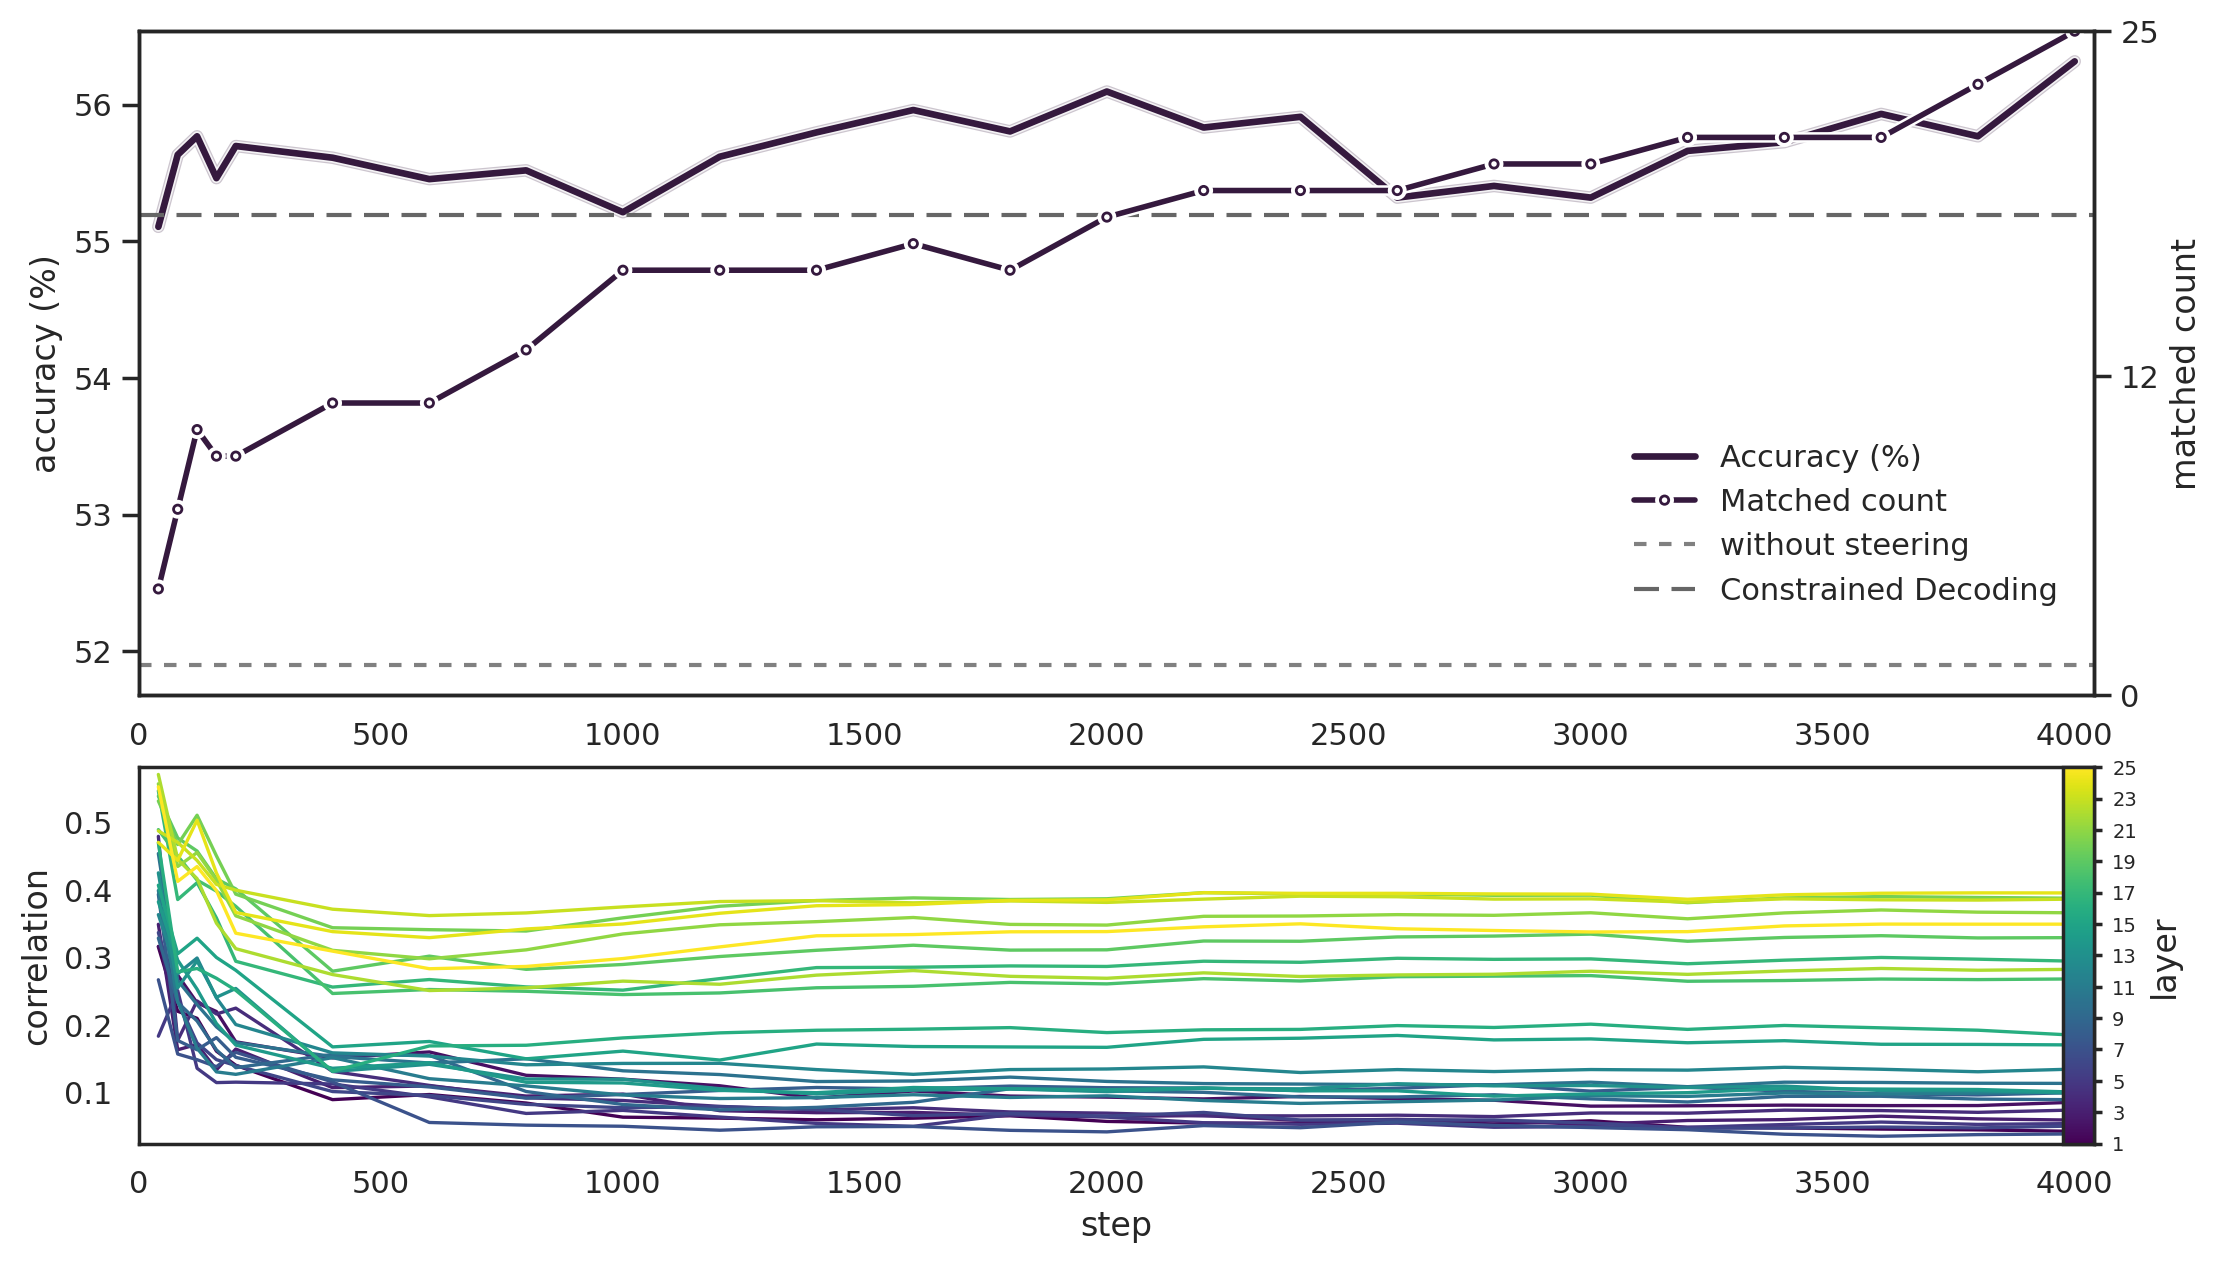 25
56
55
54
53
52
accuracy (%)
12
0
matched count
Accuracy (%)
Matched count
without steering
Constrained Decoding
0 500 1000 1500 2000 2500 3000 3500 4000
0.5
0.4
0.3
0.2
0.1
correlation
25
23
21
19
17
15
13
11
9
7
5
3
1
layer
0 500 1000 1500 2000 2500 3000 3500 4000
step